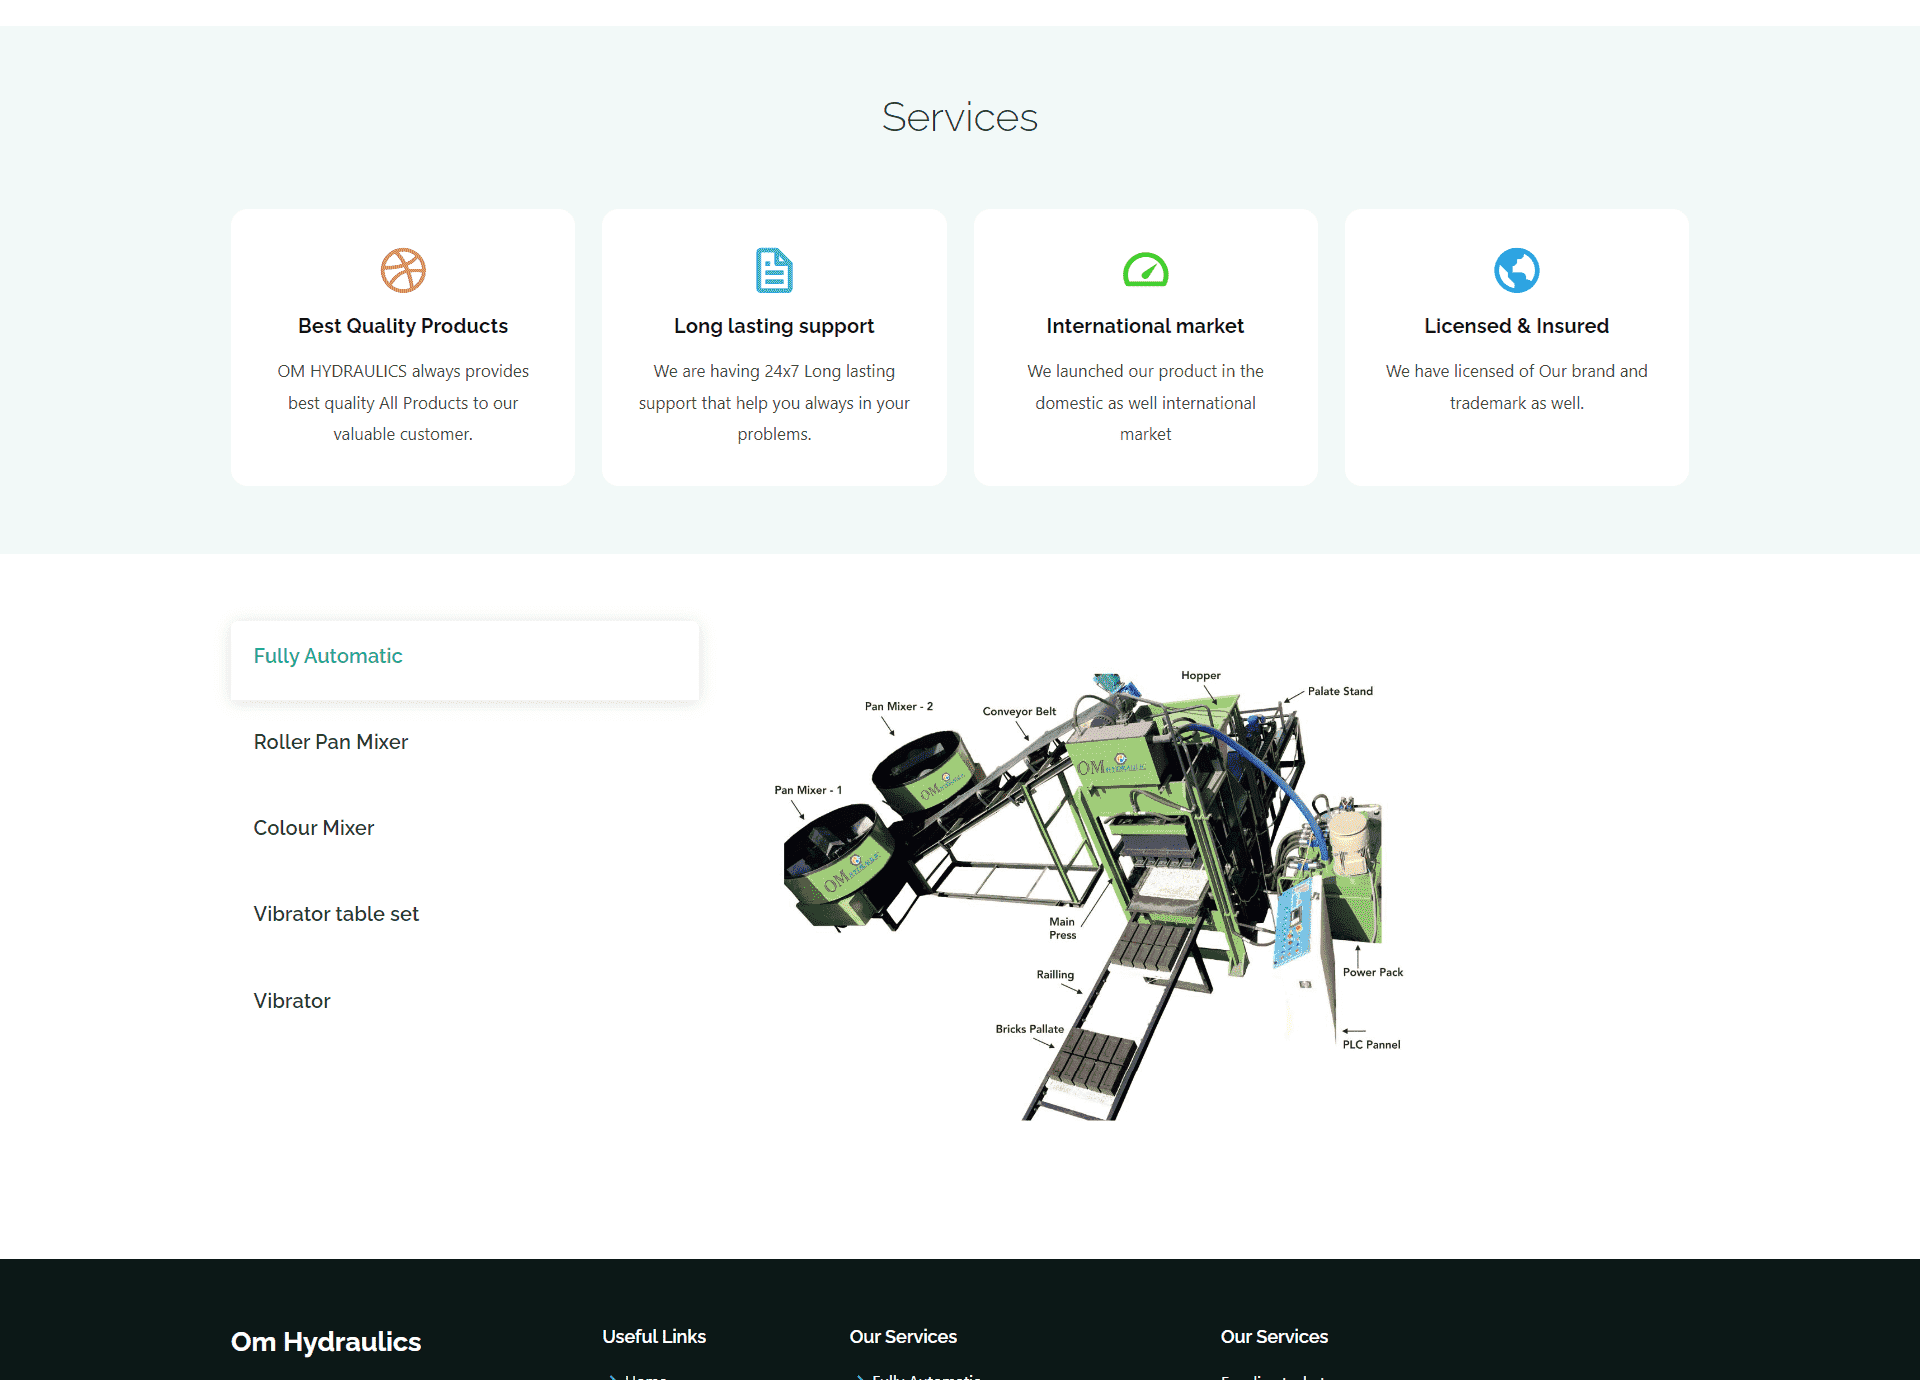 Services
Best Quality Products
OM HYDRAULICS always provides
best quality All Products to our
valuable customer.
Long lasting support
We are having 24x7 Long lasting
support that help you always in your
problems.
International market
We launched our product in the
domestic as well international
market
Licensed & Insured
We have licensed of Our brand and
trademark as well.
Fully Automatic
Roller Pan Mixer
Colour Mixer
Vibrator table set
Vibrator
Hopper
Palate Stand
Pan Mixer - 2
Conveyor Belt
Pan Mixer - 1
OM
OM
OM
Main
Press
Railling
Power Pack
Bricks Pallate
PLC Pannel
Om Hydraulics
Useful Links
Our Services
Our Services
Home
Fully Automatic